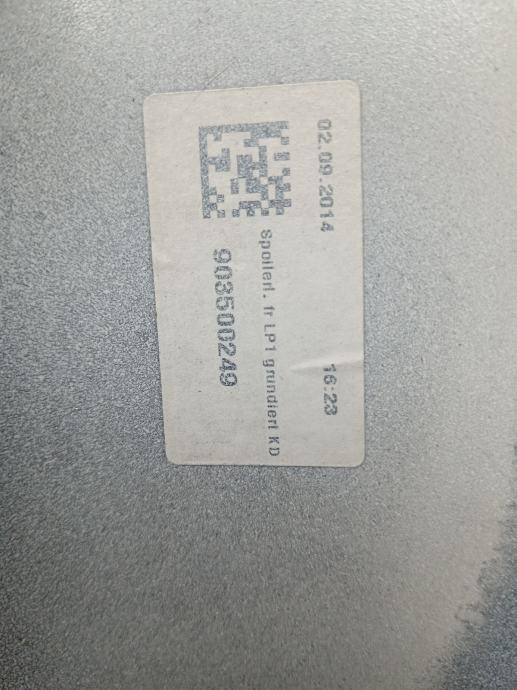 02.09.2014 16:23
Spoilerl. fr LP1 grundiert KD
903500249